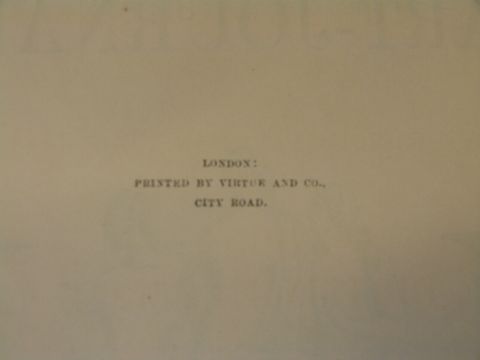 LONDON:
PRINTED BY VIRTUE AND CO.,
CITY ROAD.